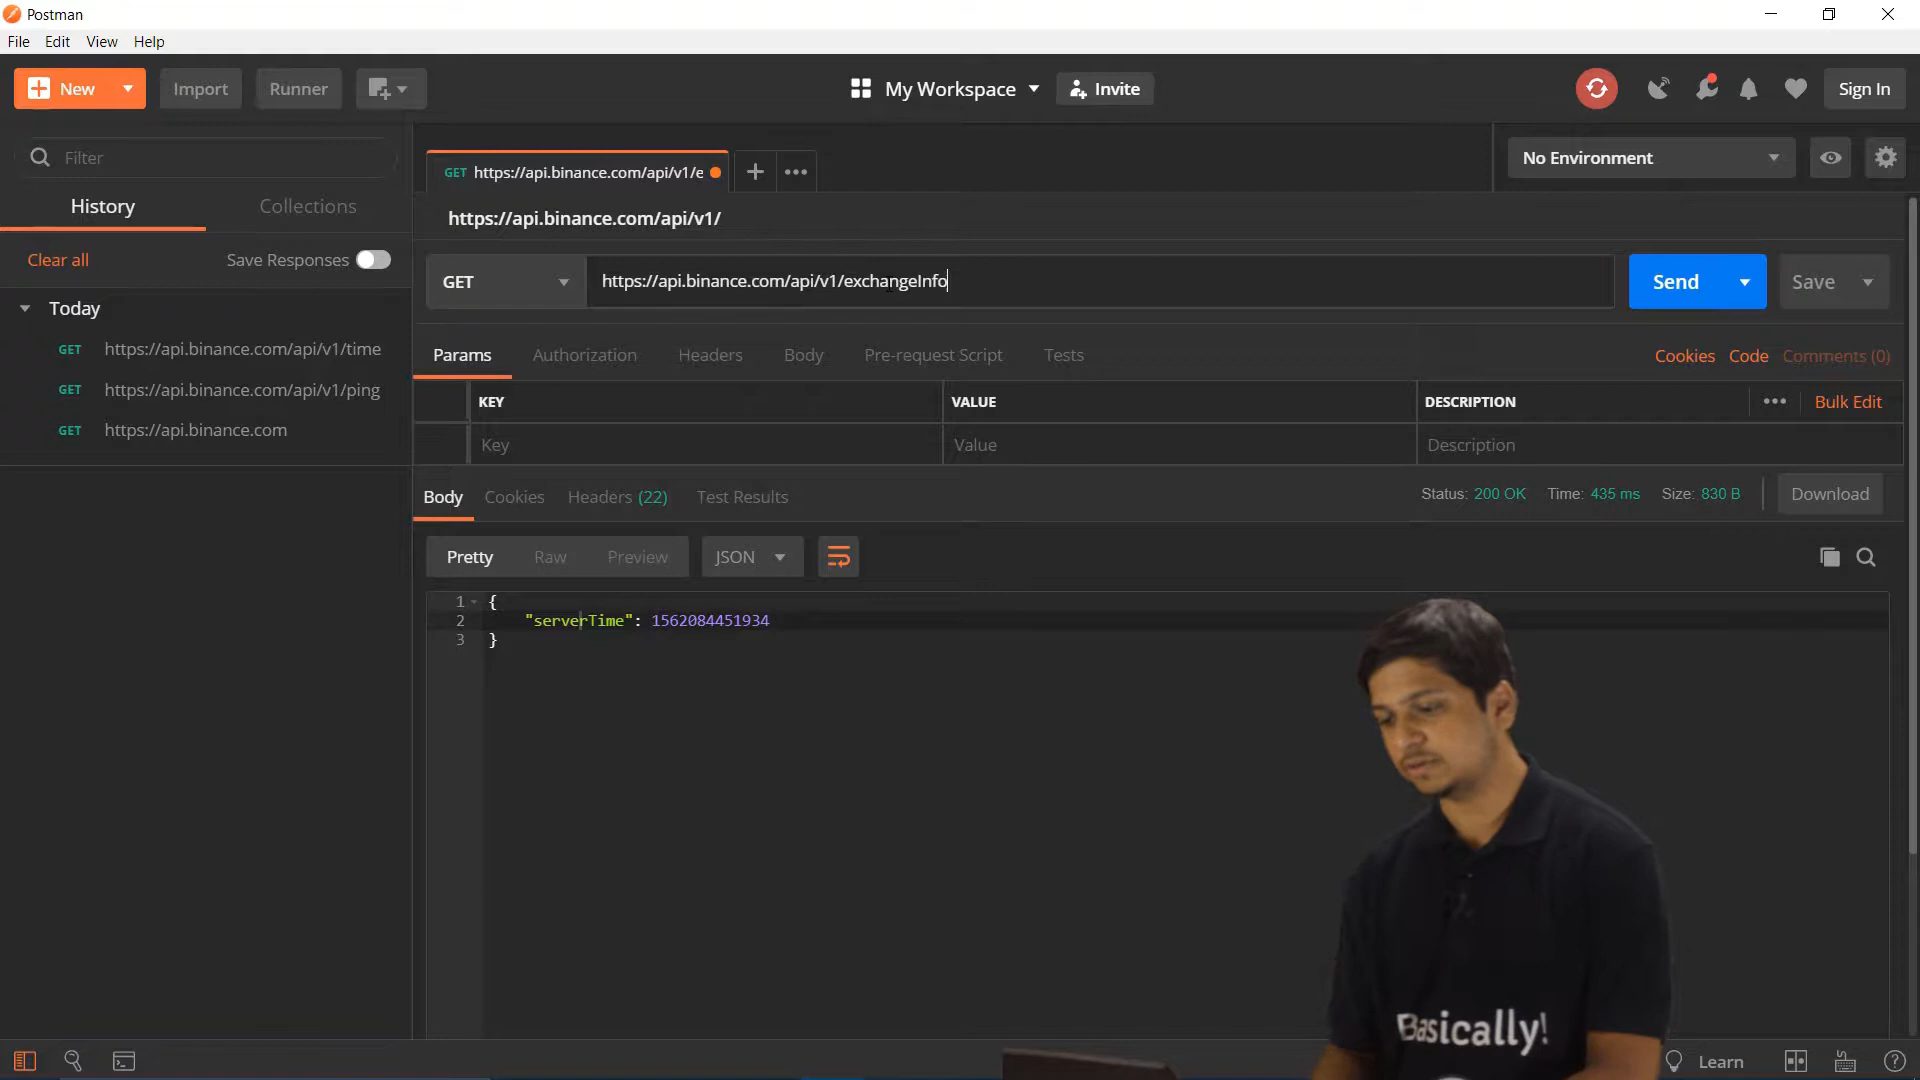 Postman
File Edit View Help
New Import Runner My Workspace Invite Sign In
Filter
History Collections
Clear all Save Responses
Today
GET https://api.binance.com/api/v1/time
GET https://api.binance.com/api/v1/ping
GET https://api.binance.com
GET https://api.binance.com/api/v1/e
No Environment
https://api.binance.com/api/v1/
GET https://api.binance.com/api/v1/exchangeInfo Send Save
Params Authorization Headers Body Pre-request Script Tests Cookies Code Comments (0)
KEY VALUE DESCRIPTION Bulk Edit
Key Value Description
Body Cookies Headers (22) Test Results Status: 200 OK Time: 435 ms Size: 830 B Download
Pretty Raw Preview JSON
1 {
2 "serverTime": 1562084451934
3 }
Basically!
Learn